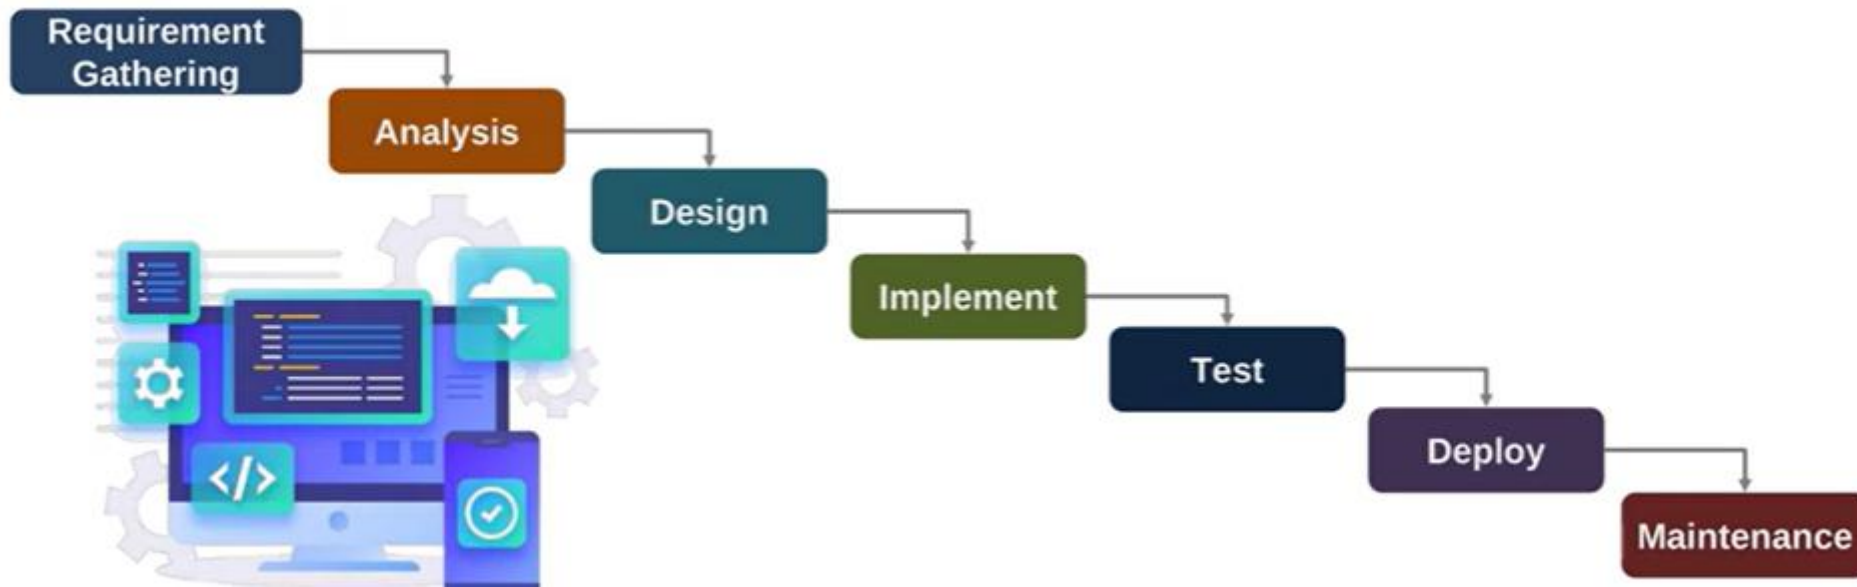 Requirement
Gathering
Analysis
Design
Implement
Test
Deploy
Maintenance
</>